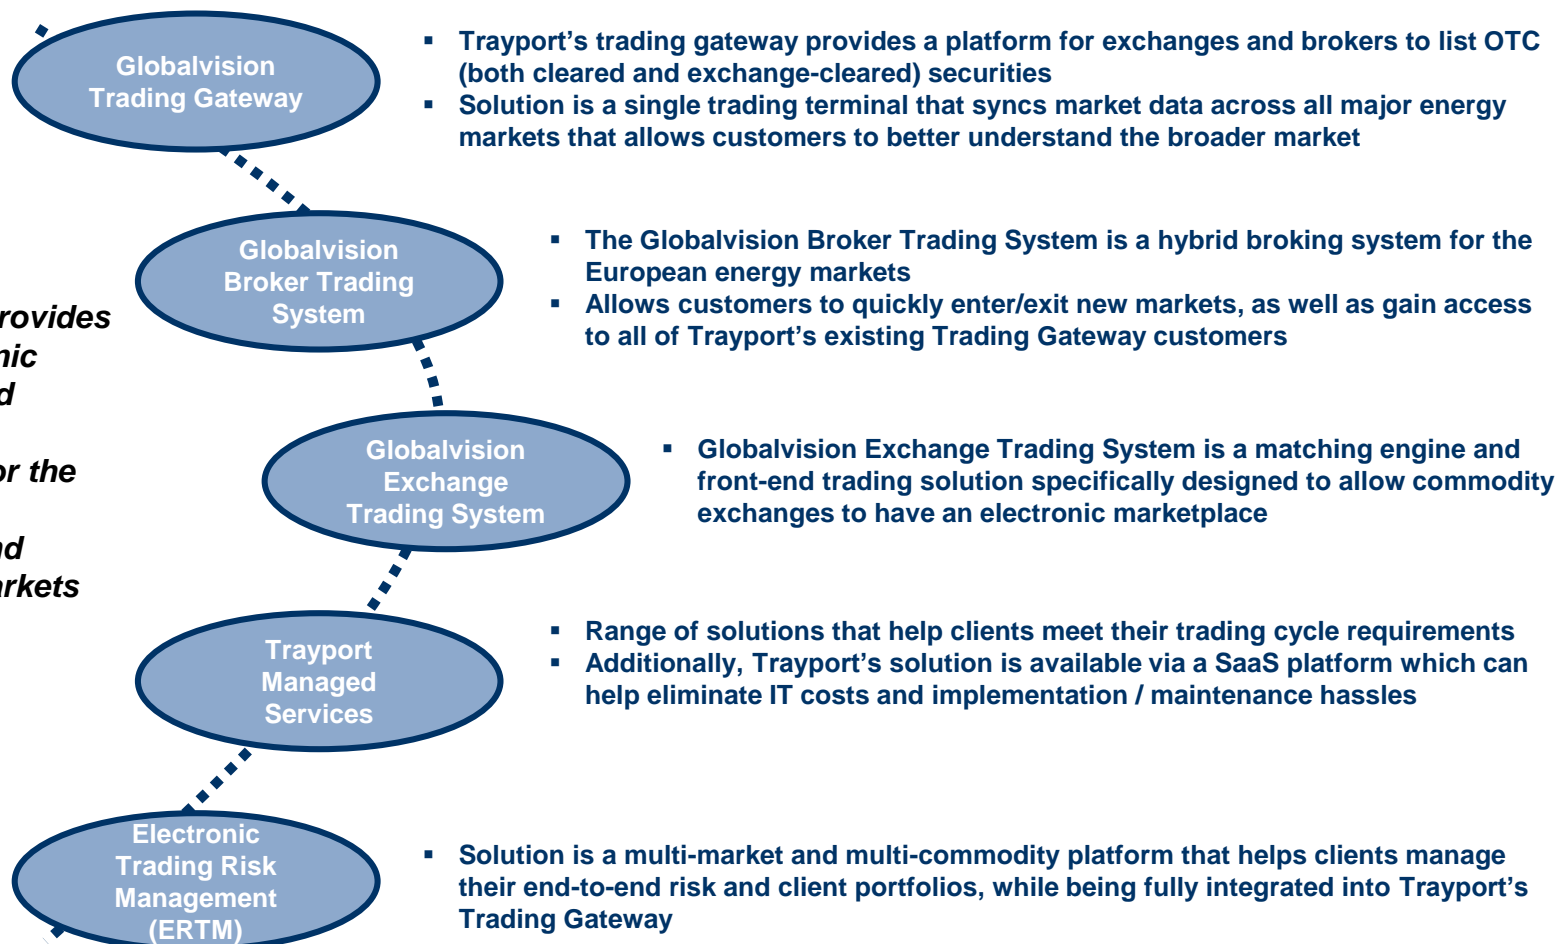 Globalvision
Trading Gateway
▪ Trayport's trading gateway provides a platform for exchanges and brokers to list OTC
(both cleared and exchange-cleared) securities
▪ Solution is a single trading terminal that syncs market data across all major energy
markets that allows customers to better understand the broader market
Globalvision
Broker Trading
System
▪ The Globalvision Broker Trading System is a hybrid broking system for the
European energy markets
▪ Allows customers to quickly enter/exit new markets, as well as gain access
to all of Trayport's existing Trading Gateway customers
the
Globalvision
Exchange
Trading System
▪ Globalvision Exchange Trading System is a matching engine and
front-end trading solution specifically designed to allow commodity
exchanges to have an electronic marketplace
Trayport
Managed
Services
▪ Range of solutions that help clients meet their trading cycle requirements
▪ Additionally, Trayport's solution is available via a SaaS platform which can
help eliminate IT costs and implementation / maintenance hassles
Electronic
Trading Risk
Management
(ERTM)
▪ Solution is a multi-market and multi-commodity platform that helps clients manage
their end-to-end risk and client portfolios, while being fully integrated into Trayport's
Trading Gateway